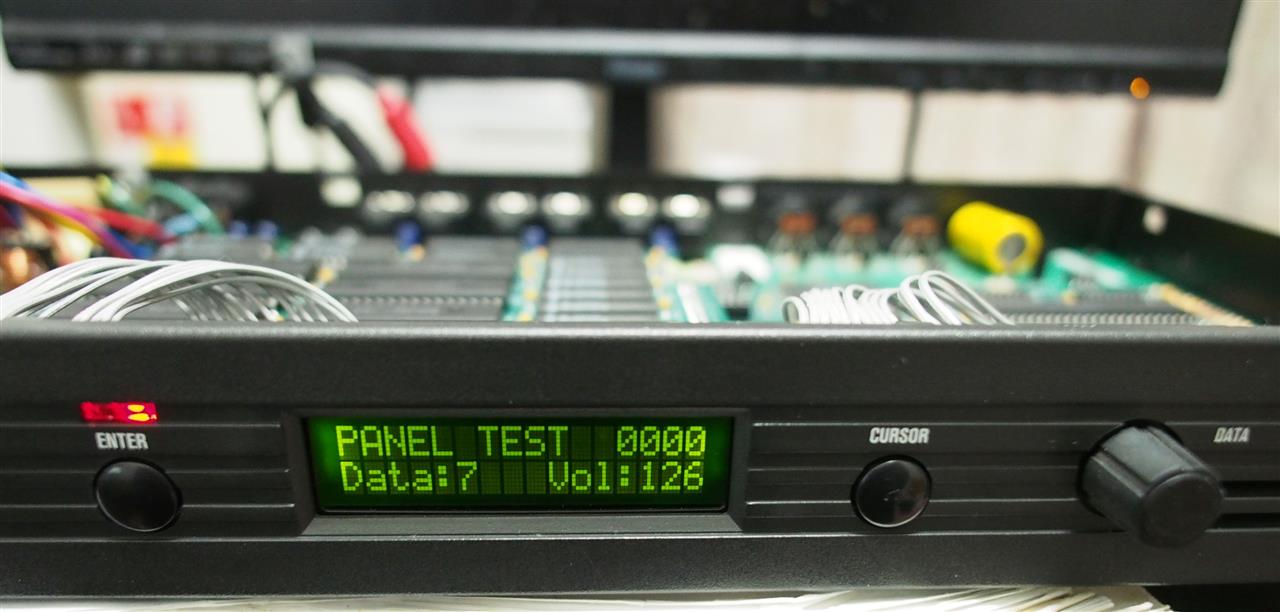 ENTER
PANEL TEST 0000
Data:7 Vol:126
CURSOR
DATA